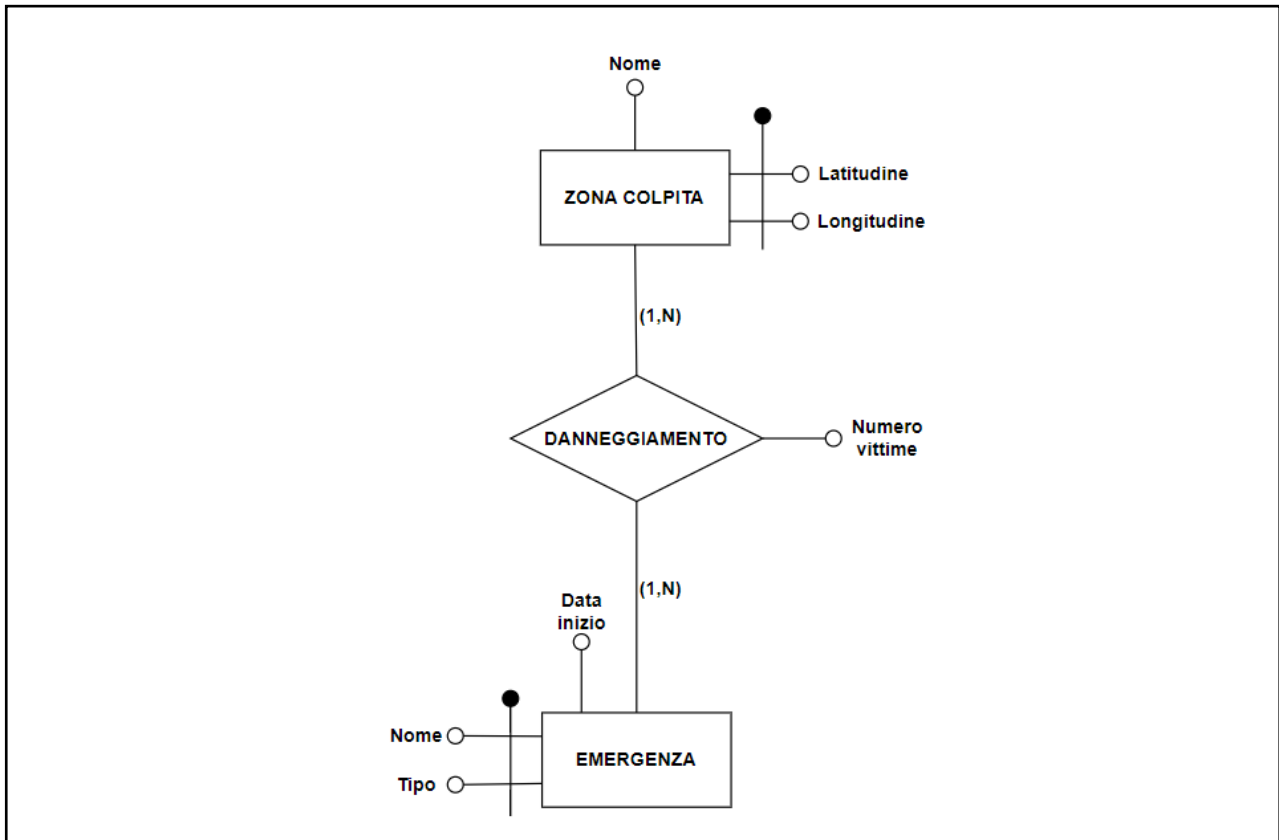 Nome
ZONA COLPITA
Latitudine
Longitudine
(1,N)
DANNEGGIAMENTO
Numero
vittime
(1,N)
Data
inizio
Nome
Tipo
EMERGENZA